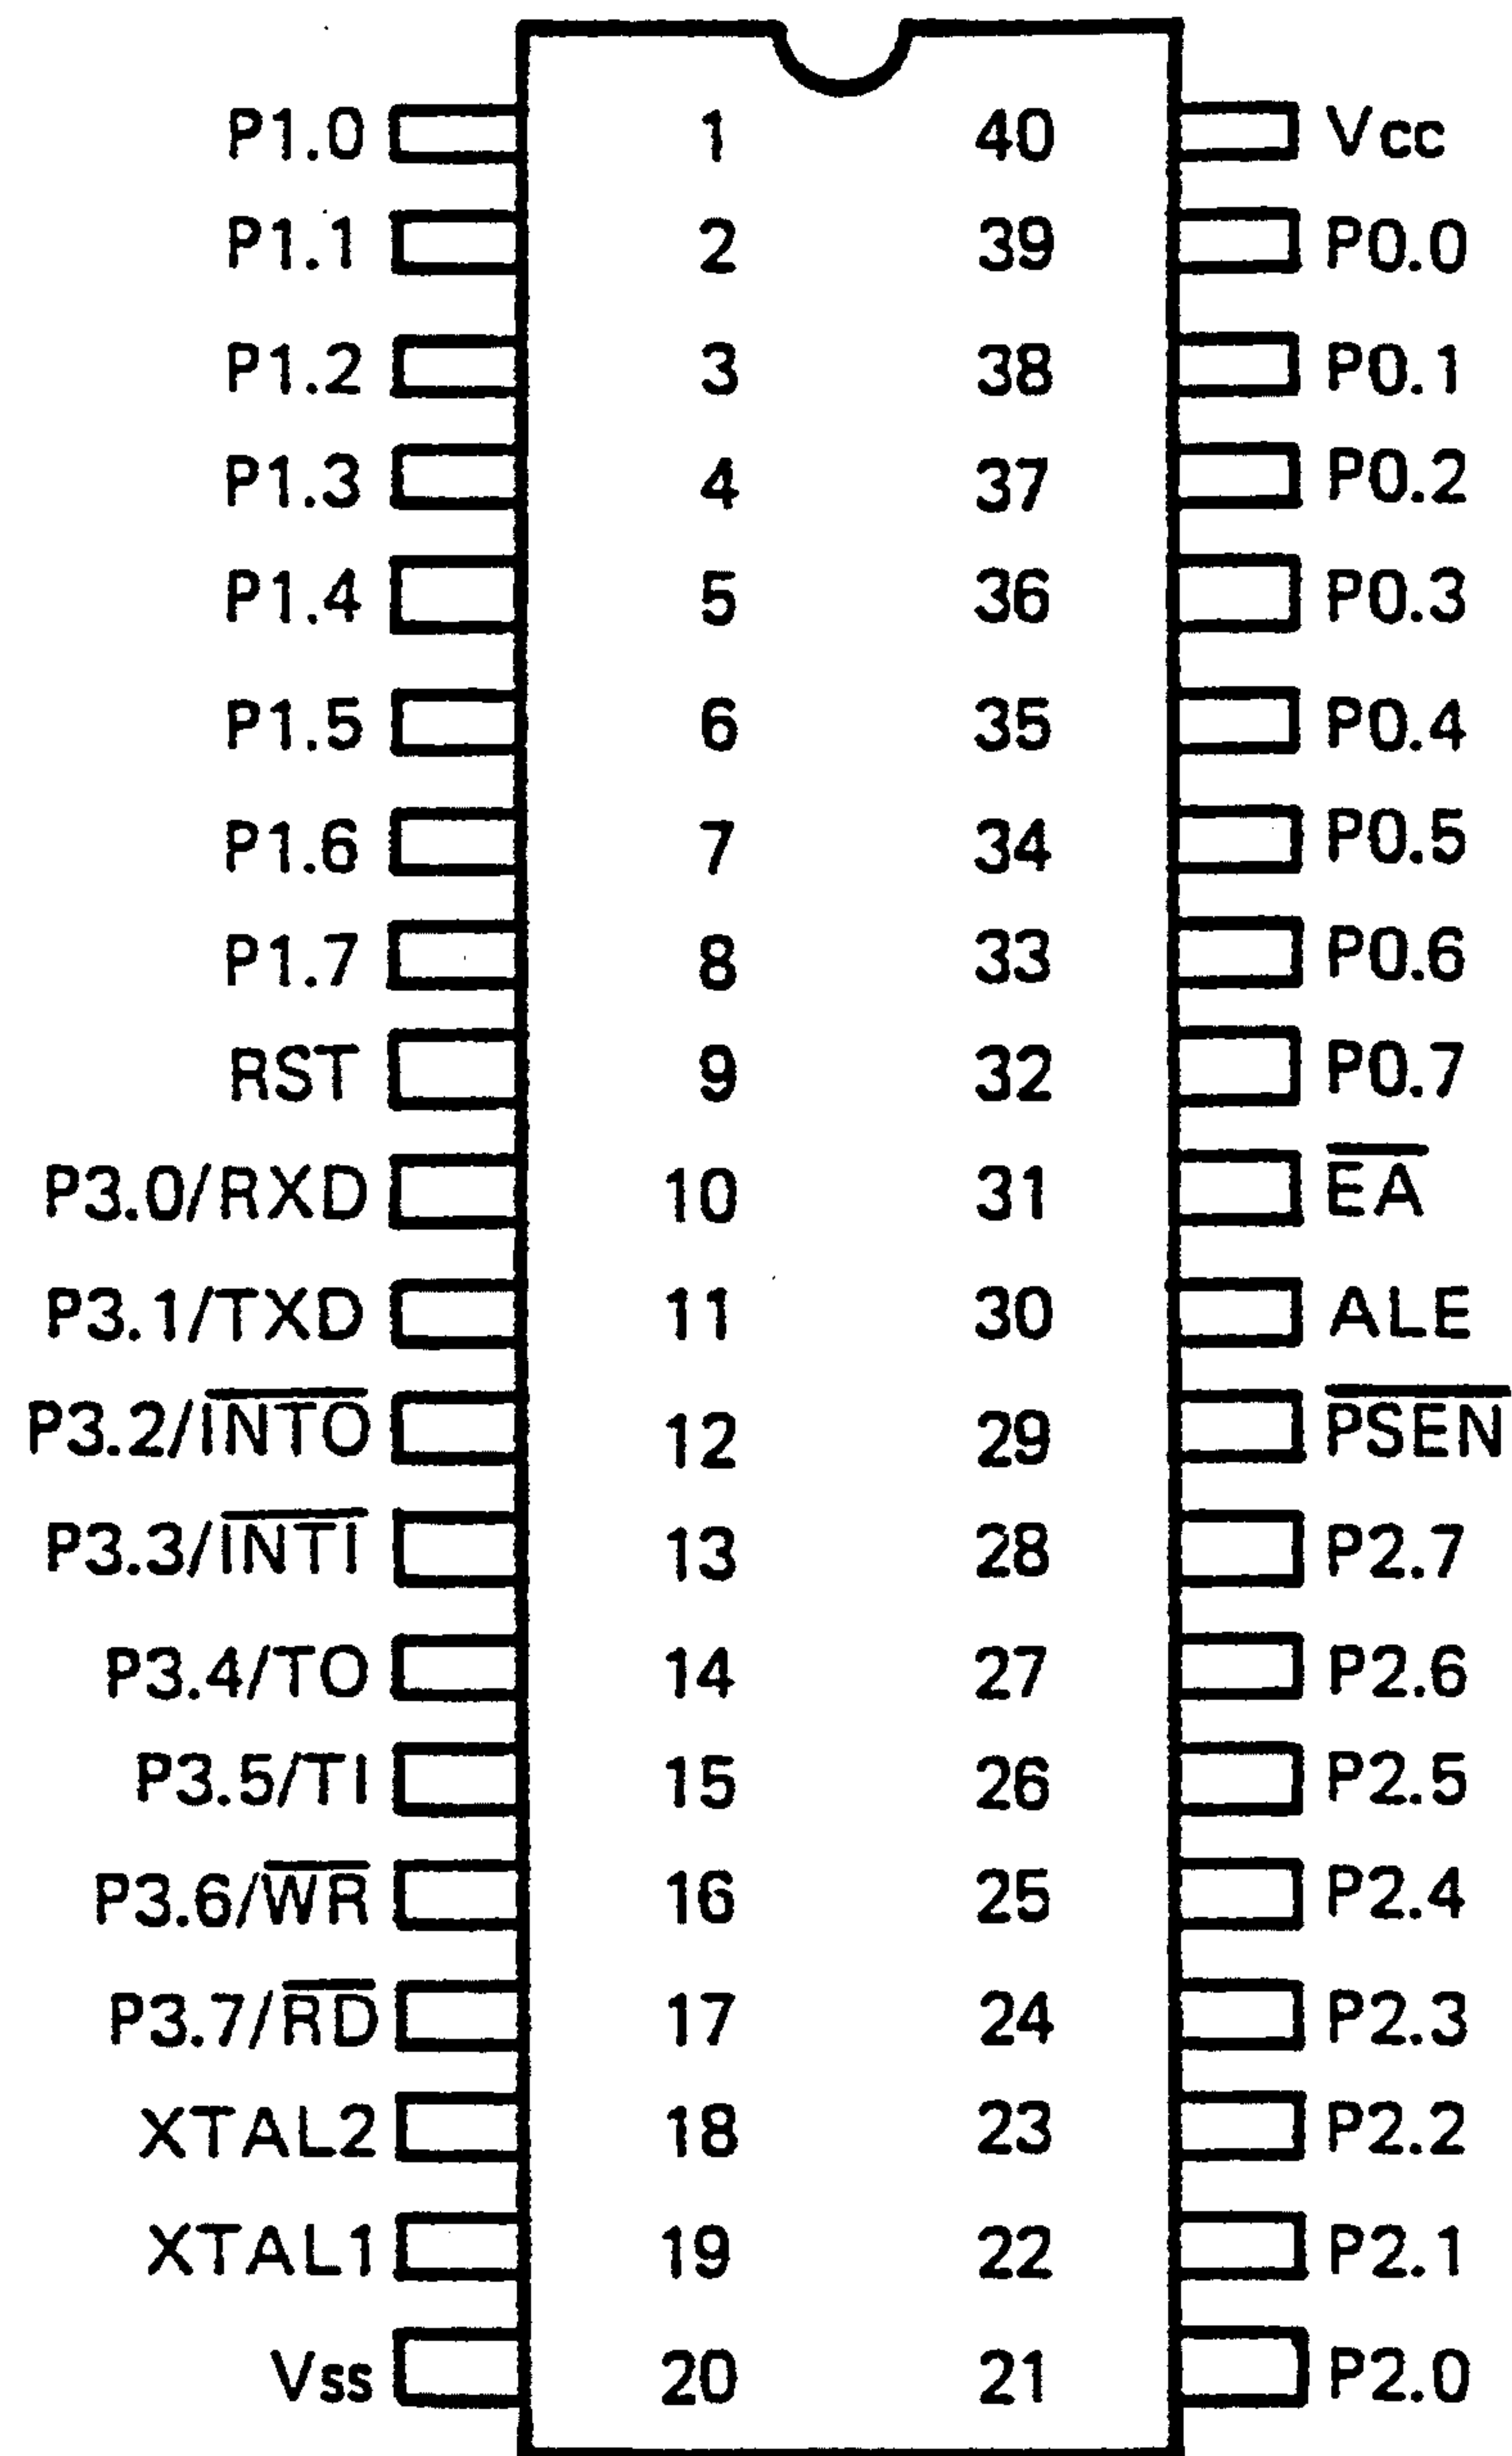 P1.0 1 40 Vcc
P1.1 2 39 P0.0
P1.2 3 38 P0.1
P1.3 4 37 P0.2
P1.4 5 36 P0.3
P1.5 6 35 P0.4
P1.6 7 34 P0.5
P1.7 8 33 P0.6
RST 9 32 P0.7
P3.0/RXD 10 31 E̅A̅
P3.1/TXD 11 30 ALE
P3.2/I̅N̅T̅O̅ 12 29 P̅S̅E̅N̅
P3.3/I̅N̅T̅I̅ 13 28 P2.7
P3.4/TO 14 27 P2.6
P3.5/TI 15 26 P2.5
P3.6/W̅R̅ 16 25 P2.4
P3.7/R̅D̅ 17 24 P2.3
XTAL2 18 23 P2.2
XTAL1 19 22 P2.1
Vss 20 21 P2.0